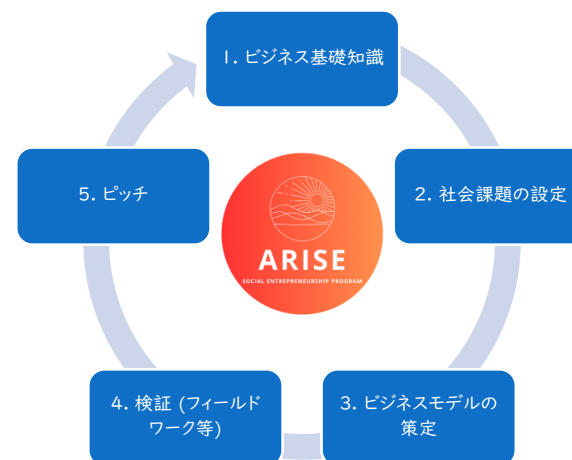 1. ビジネス基礎知識
2. 社会課題の設定
3. ビジネスモデルの
策定
4. 検証 (フィールド
ワーク等)
5. ピッチ
ARISE
SOCIAL ENTREPRENEURSHIP PROGRAM